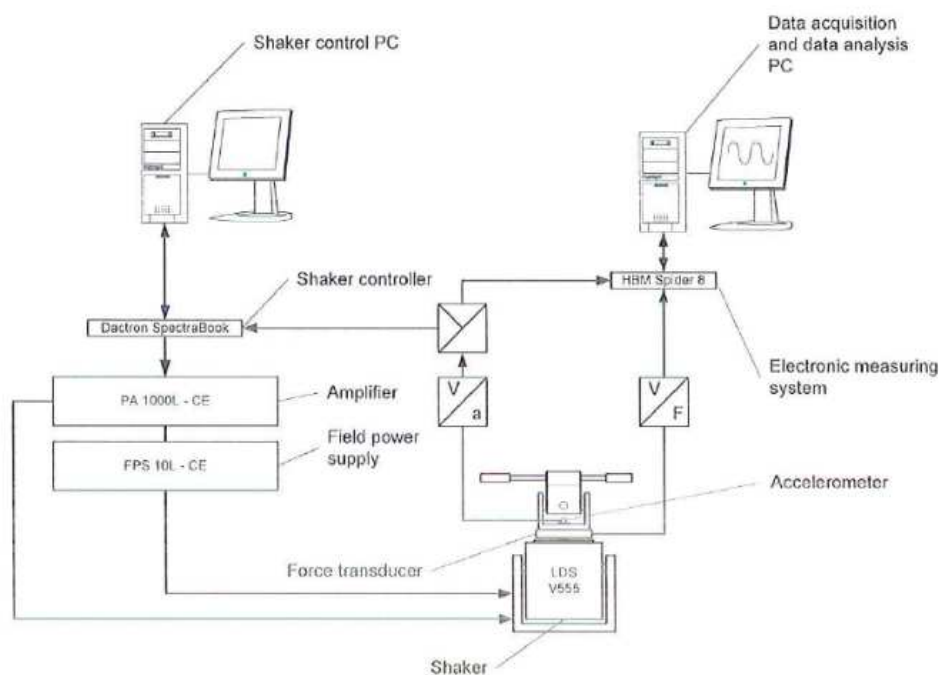 Shaker control PC
Data acquisition
and data analysis
PC
Shaker controller
HBM Spider 8
Dactron SpectraBook
Electronic measuring
system
PA 1000L - CE
Amplifier
V
a
V
F
FPS 10L - CE
Field power
supply
Accelerometer
Force transducer
LDS
V555
Shaker